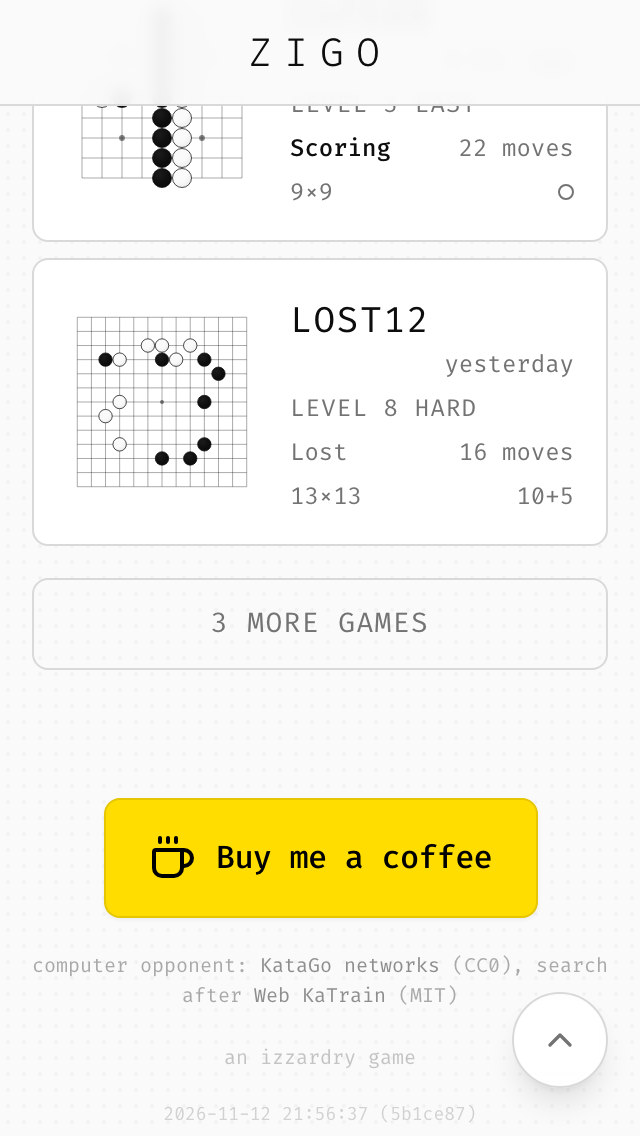 ZIGO
Scoring 22 moves
9×9
LOST12
yesterday
LEVEL 8 HARD
Lost 16 moves
13×13 10+5
3 MORE GAMES
Buy me a coffee
computer opponent: KataGo networks (CC0), search
after Web KaTrain (MIT)
an izzardry game
2026-11-12 21:56:37 (5b1ce87)